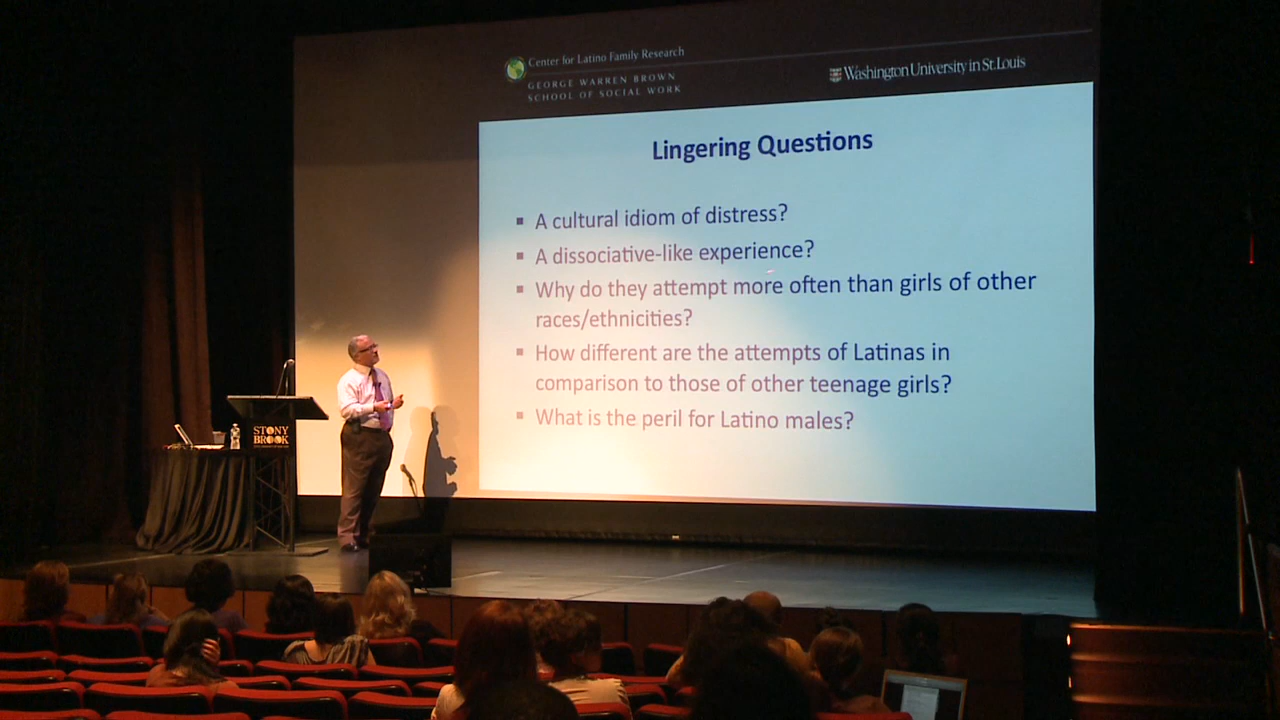 Center for Latino Family Research
GEORGE WARREN BROWN
SCHOOL OF SOCIAL WORK
Washington University in St. Louis
Lingering Questions
▪ A cultural idiom of distress?
▪ A dissociative-like experience?
▪ Why do they attempt more often than girls of other
races/ethnicities?
▪ How different are the attempts of Latinas in
comparison to those of other teenage girls?
▪ What is the peril for Latino males?
STONY
BROOK